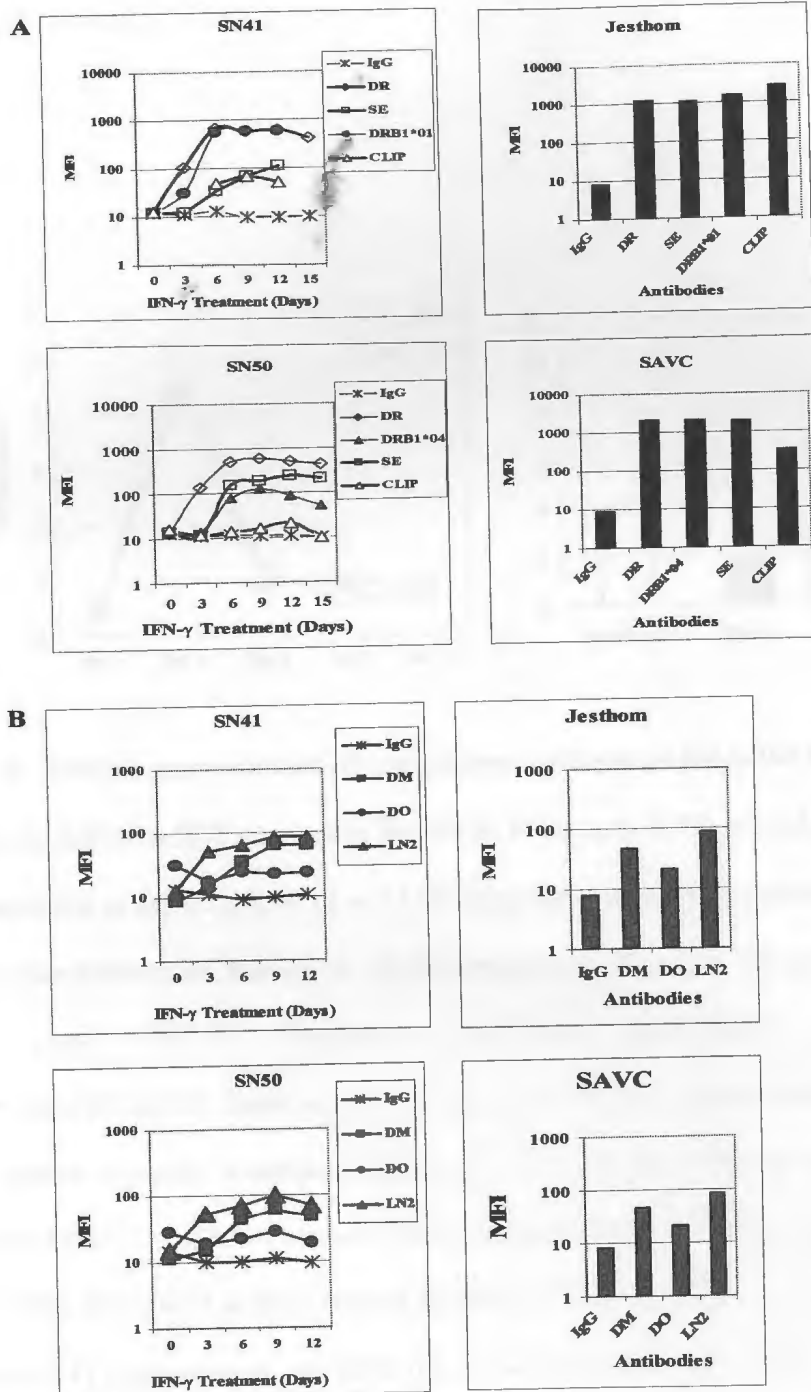 A
SN41
10000
1000
100
10
1
MFI
0 3 6 9 12 15
IFN-γ Treatment (Days)
IgG
DR
SE
DRB1*01
CLIP
Jesthom
10000
1000
100
10
1
MFI
IgG DR SE DRB1*01 CLIP
Antibodies
SN50
10000
1000
100
10
1
MFI
0 3 6 9 12 15
IFN-γ Treatment (Days)
IgG
DR
DRB1*04
SE
CLIP
SAVC
10000
1000
100
10
1
MFI
IgG DR DRB1*04 SE CLIP
Antibodies
B
SN41
1000
100
10
1
MFI
0 3 6 9 12
IFN-γ Treatment (Days)
IgG
DM
DO
LN2
Jesthom
1000
100
10
1
MFI
IgG DM DO LN2
Antibodies
SN50
1000
100
10
1
MFI
0 3 6 9 12
IFN-γ Treatment (Days)
IgG
DM
DO
LN2
SAVC
1000
100
10
1
MFI
IgG DM DO LN2
Antibodies